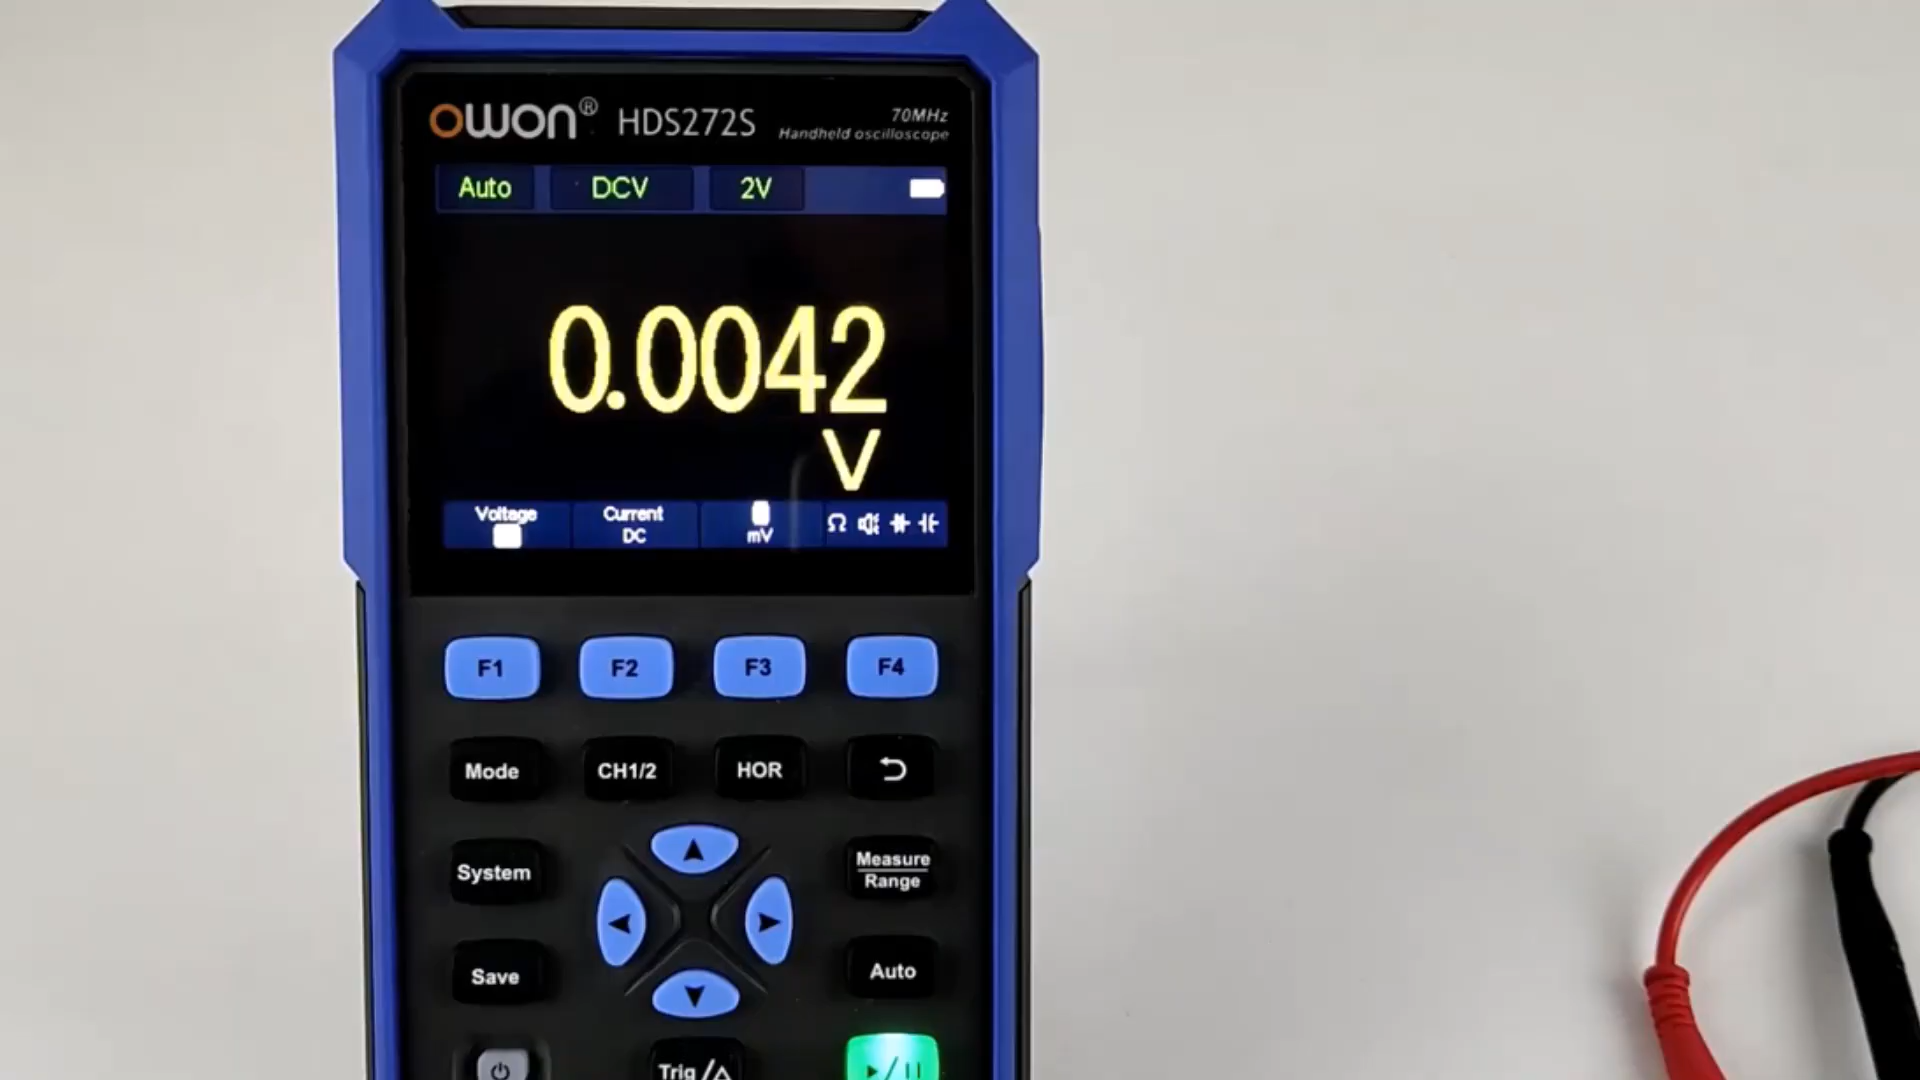 owon® HDS272S 70MHz
Handheld oscilloscope
Auto DCV 2V
0.0042
V
Voltage Current
DC mV Ω
F1 F2 F3 F4
Mode CH1/2 HOR
System Measure
Range
Save Auto
Trig/△